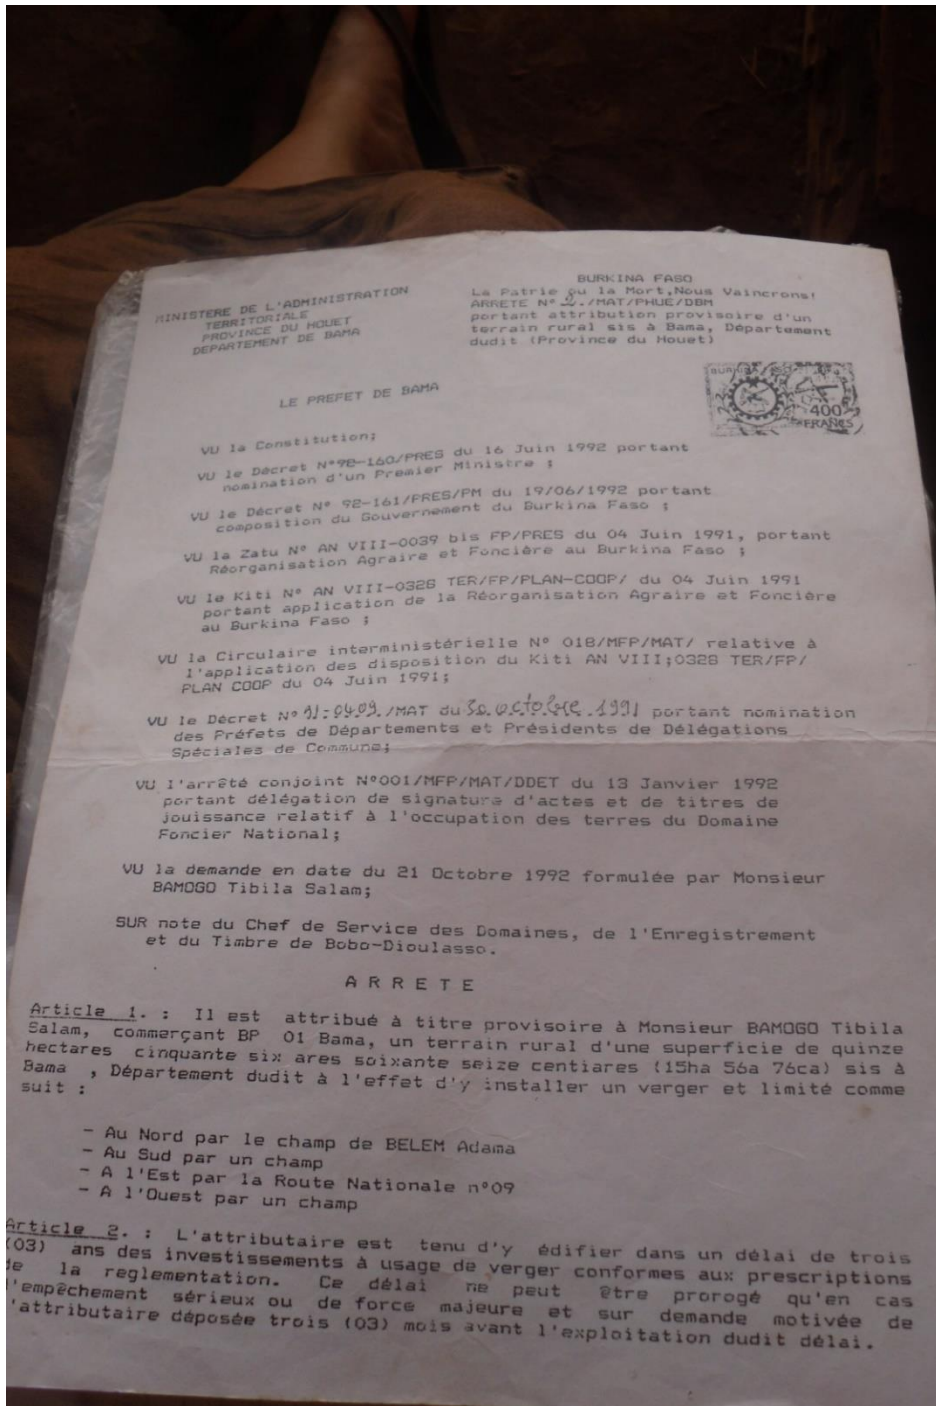 MINISTERE DE L'ADMINISTRATION
TERRITORIALE
PROVINCE DU HOUET
DEPARTEMENT DE BAMA
BURKINA FASO
La Patrie ou la Mort,Nous Vaincrons!
ARRETE N° 2./MAT/PHUE/DBM
portant attribution provisoire d'un
terrain rural sis à Bama, Département
dudit (Province du Houet)
400
FRANCS
LE PREFET DE BAMA
VU la Constitution;
VU le Décret N°92-160/PRES du 16 Juin 1992 portant
nomination d'un Premier Ministre ;
VU le Décret N° 92-161/PRES/PM du 19/06/1992 portant
composition du Gouvernement du Burkina Faso ;
VU la Zatu N° AN VIII-0039 bis FP/PRES du 04 Juin 1991, portant
Réorganisation Agraire et Foncière au Burkina Faso ;
VU le Kiti N° AN VIII-0328 TER/FP/PLAN-COOP/ du 04 Juin 1991
portant application de la Réorganisation Agraire et Foncière
au Burkina Faso ;
VU la Circulaire interministérielle N° 018/MFP/MAT/ relative à
l'application des disposition du Kiti AN VIII;0328 TER/FP/
PLAN COOP du 04 Juin 1991;
VU le Décret N° 91-0409 /MAT du 30 octobre 1991 portant nomination
des Préfets de Départements et Présidents de Délégations
Spéciales de Commune;
VU l'arrêté conjoint N°001/MFP/MAT/DDET du 13 Janvier 1992
portant délégation de signature d'actes et de titres de
jouissance relatif à l'occupation des terres du Domaine
Foncier National;
VU la demande en date du 21 Octobre 1992 formulée par Monsieur
BAMOGO Tibila Salam;
SUR note du Chef de Service des Domaines, de l'Enregistrement
et du Timbre de Bobo-Dioulasso.
A R R E T E
Article 1. : Il est attribué à titre provisoire à Monsieur BAMOGO Tibila
Salam, commerçant BP 01 Bama, un terrain rural d'une superficie de quinze
hectares cinquante six ares soixante seize centiares (15ha 56a 76ca) sis à
Bama , Département dudit à l'effet d'y installer un verger et limité comme
suit :
- Au Nord par le champ de BELEM Adama
- Au Sud par un champ
- A l'Est par la Route Nationale n°09
- A l'Ouest par un champ
Article 2. : L'attributaire est tenu d'y édifier dans un délai de trois
(03) ans des investissements à usage de verger conformes aux prescriptions
de la reglementation. Ce délai ne peut être prorogé qu'en cas
d'empêchement sérieux ou de force majeure et sur demande motivée de
l'attributaire déposée trois (03) mois avant l'exploitation dudit délai.